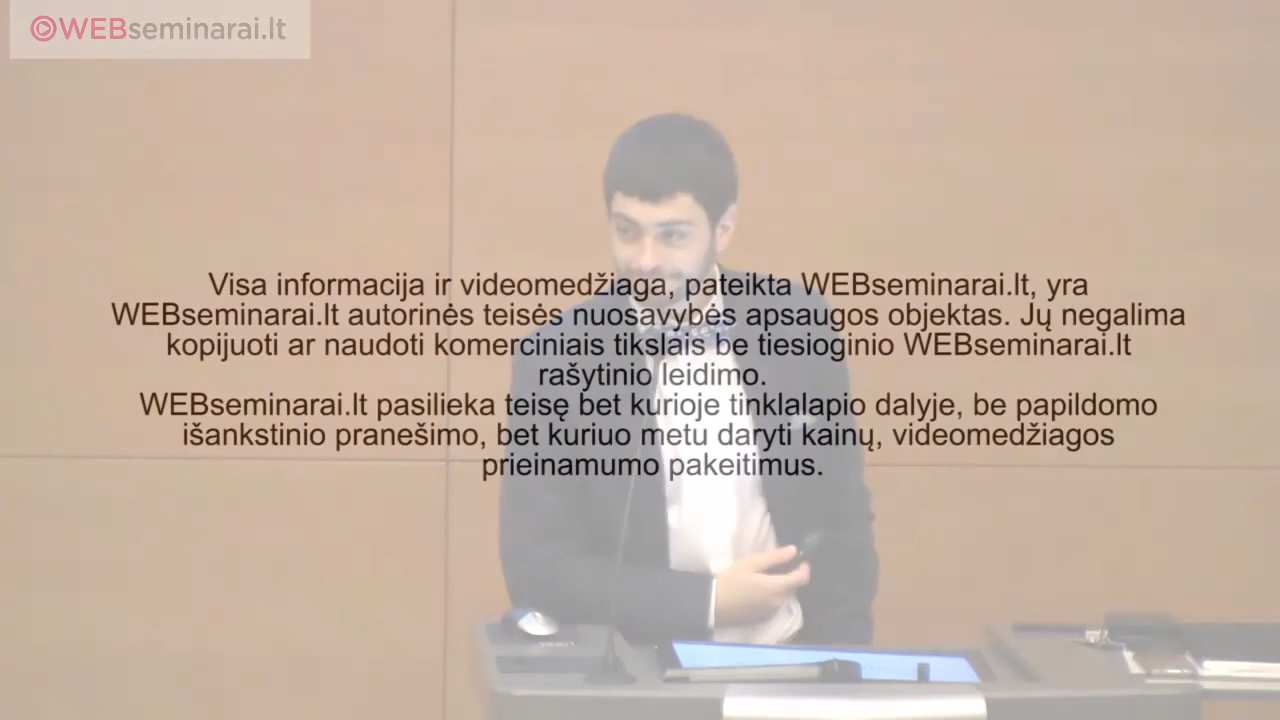 WEBseminarai.lt
Visa informacija ir videomedžiaga, pateikta WEBseminarai.lt, yra
WEBseminarai.lt autorinės teisės nuosavybės apsaugos objektas. Jų negalima
kopijuoti ar naudoti komerciniais tikslais be tiesioginio WEBseminarai.lt
rašytinio leidimo.
WEBseminarai.lt pasilieka teisę bet kurioje tinklalapio dalyje, be papildomo
išankstinio pranešimo, bet kuriuo metu daryti kainų, videomedžiagos
prieinamumo pakeitimus.